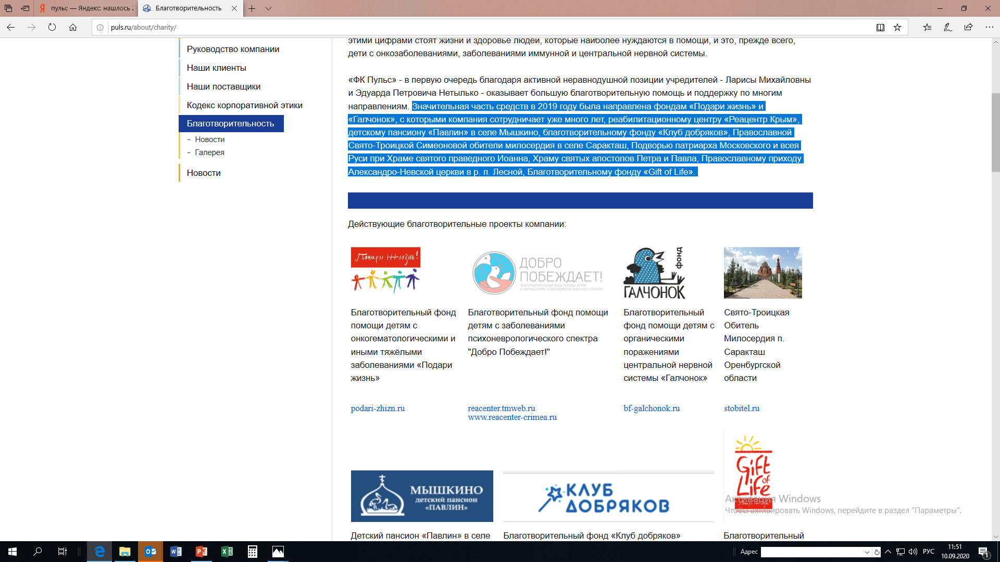 пульс — Яндекс: нашлось 2
Благотворительность
puls.ru/about/charity/
Руководство компании
Наши клиенты
Наши поставщики
Кодекс корпоративной этики
Благотворительность
- Новости
- Галерея
Новости
этими цифрами стоят жизни и здоровье людей, которые наиболее нуждаются в помощи, и это, прежде всего,
дети с онкозаболеваниями, заболеваниями иммунной и центральной нервной системы.
«ФК Пульс» - в первую очередь благодаря активной неравнодушной позиции учредителей - Ларисы Михайловны
и Эдуарда Петровича Нетылько - оказывает большую благотворительную помощь и поддержку по многим
направлениям. Значительная часть средств в 2019 году была направлена фондам «Подари жизнь» и
«Галчонок», с которыми компания сотрудничает уже много лет, реабилитационному центру «Реацентр Крым»,
детскому пансиону «Павлин» в селе Мышкино, благотворительному фонду «Клуб добряков», Православной
Свято-Троицкой Симеоновой обители милосердия в селе Саракташ, Подворью патриарха Московского и всея
Руси при Храме святого праведного Иоанна, Храму святых апостолов Петра и Павла, Православному приходу
Александро-Невской церкви в р. п. Лесной, Благотворительному фонду «Gift of Life».
Действующие благотворительные проекты компании:
Подари жизнь!
Благотворительный фонд
помощи детям с
онкогематологическими и
иными тяжёлыми
заболеваниями «Подари
жизнь»
podari-zhizn.ru
ДОБРО
ПОБЕЖДАЕТ!
БЛАГОТВОРИТЕЛЬНЫЙ ФОНД ПОМОЩИ ДЕТЯМ
С НАРУШЕНИЯМИ ПСИХОНЕВРОЛОГИЧЕСКОГО СПЕКТРА
Благотворительный фонд помощи
детям с заболеваниями
психоневрологического спектра
"Добро Побеждает!"
reacenter.tmweb.ru
www.reacenter-crimea.ru
фонд
ГАЛЧОНОК
Благотворительный
фонд помощи детям с
органическими
поражениями
центральной нервной
системы «Галчонок»
bf-galchonok.ru
Свято-Троицкая
Обитель
Милосердия п.
Саракташ
Оренбургской
области
stobitel.ru
МЫШКИНО
детский пансион
«ПАВЛИН»
Детский пансион «Павлин» в селе
КЛУБ
ДОБРЯКОВ
Благотворительный фонд «Клуб добряков»
Gift
of
Life
Подари жизнь!
Благотворительный
Активация Windows
Чтобы активировать Windows, перейдите в раздел "Параметры".
Адрес
РУС
11:51
10.09.2020
1